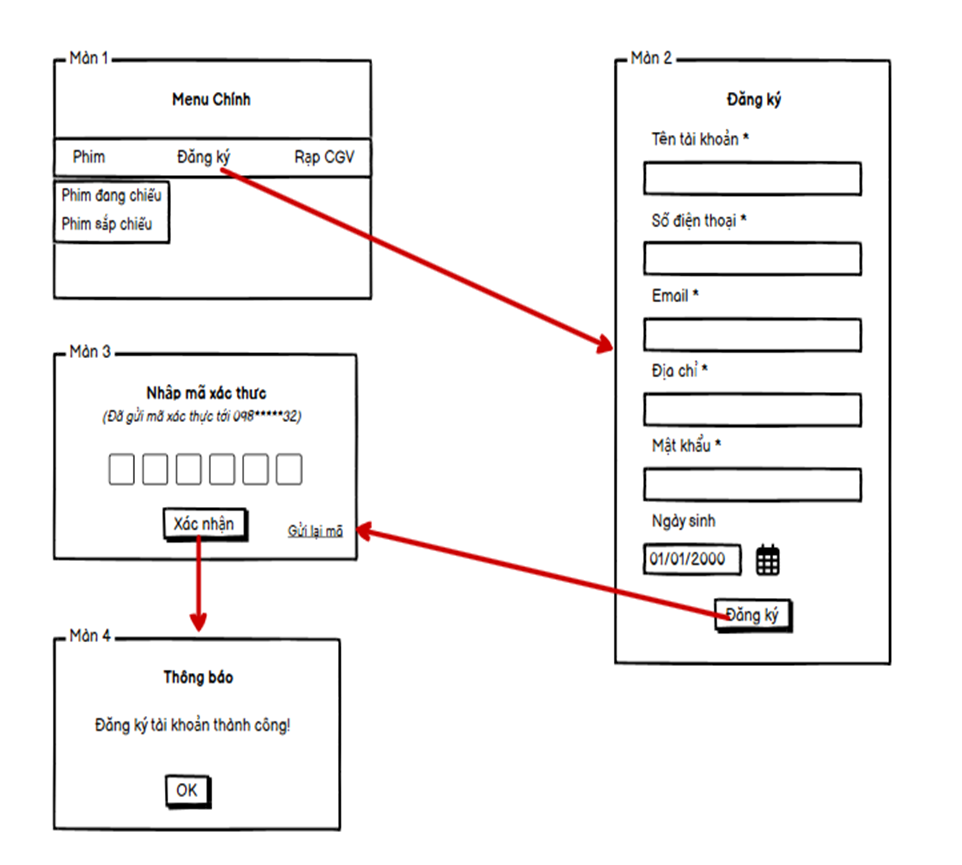 Màn 1
Menu Chính
Phim Đăng ký Rạp CGV
Phim đang chiếu
Phim sắp chiếu
Màn 2
Đăng ký
Tên tài khoản *
Số điện thoại *
Email *
Địa chỉ *
Mật khẩu *
Ngày sinh
01/01/2000
Đăng ký
Màn 3
Nhập mã xác thực
(Đã gửi mã xác thực tới 098*****32)
Xác nhận
Gửi lại mã
Màn 4
Thông báo
Đăng ký tài khoản thành công!
OK